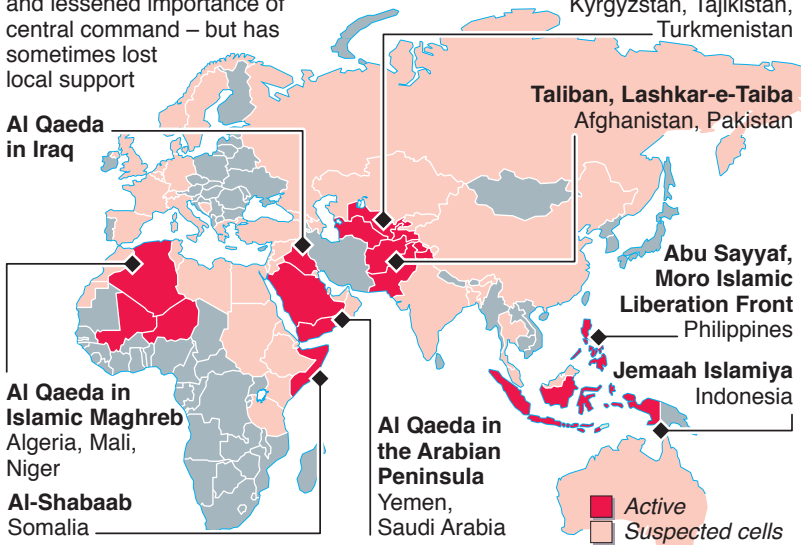 and lessened importance of
central command – but has
sometimes lost
local support
Kyrgyzstan, Tajikistan,
Turkmenistan
Taliban, Lashkar-e-Taiba
Afghanistan, Pakistan
Al Qaeda
in Iraq
Abu Sayyaf,
Moro Islamic
Liberation Front
Philippines
Jemaah Islamiya
Indonesia
Al Qaeda in
Islamic Maghreb
Algeria, Mali,
Niger
Al-Shabaab
Somalia
Al Qaeda in
the Arabian
Peninsula
Yemen,
Saudi Arabia
Active
Suspected cells